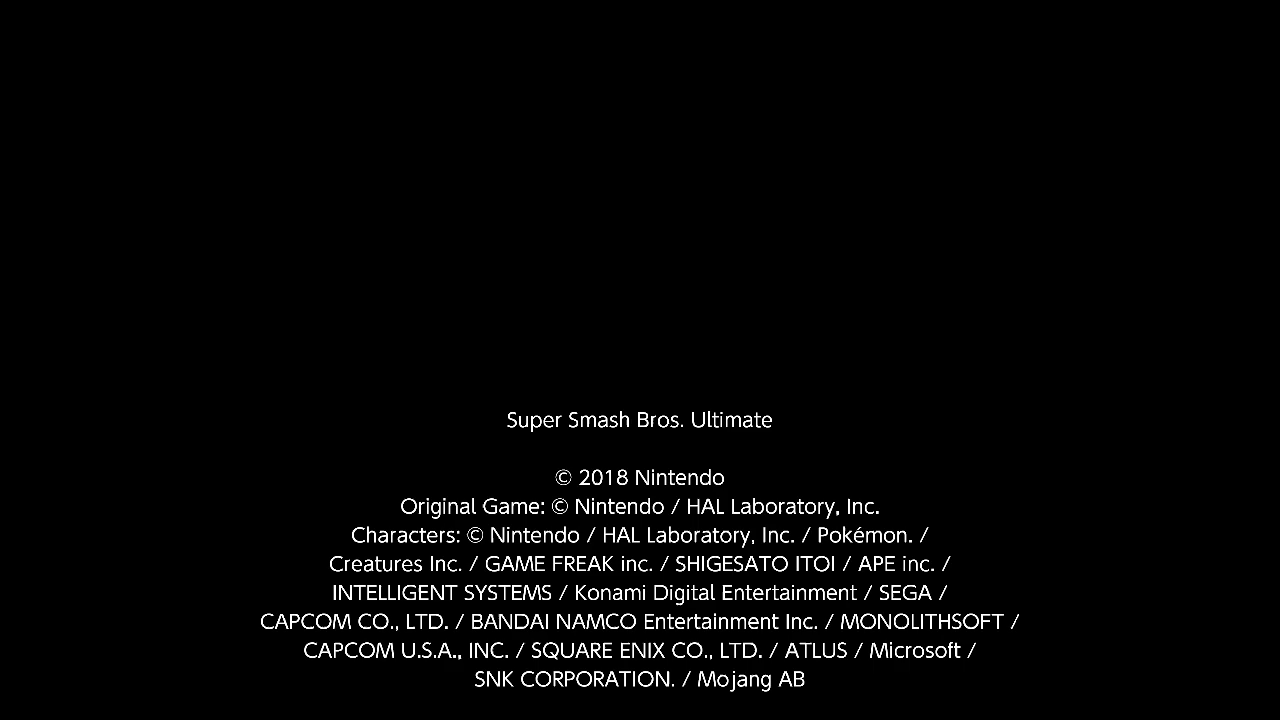 Super Smash Bros. Ultimate
© 2018 Nintendo
Original Game: © Nintendo / HAL Laboratory, Inc.
Characters: © Nintendo / HAL Laboratory, Inc. / Pokémon. /
Creatures Inc. / GAME FREAK inc. / SHIGESATO ITOI / APE inc. /
INTELLIGENT SYSTEMS / Konami Digital Entertainment / SEGA /
CAPCOM CO., LTD. / BANDAI NAMCO Entertainment Inc. / MONOLITHSOFT /
CAPCOM U.S.A., INC. / SQUARE ENIX CO., LTD. / ATLUS / Microsoft /
SNK CORPORATION. / Mojang AB